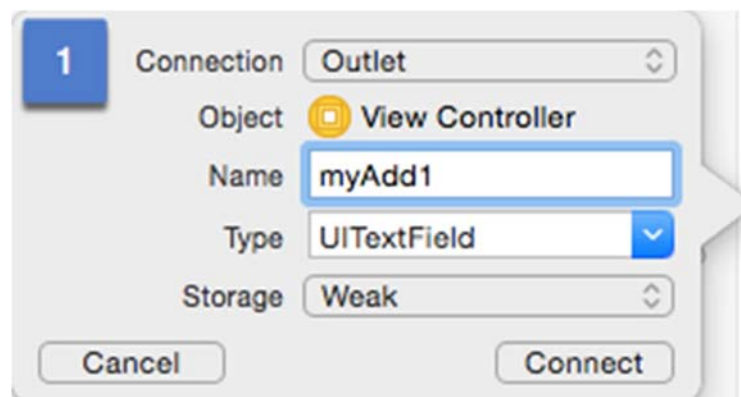 1
Connection Outlet
Object View Controller
Name myAdd1
Type UITextField
Storage Weak
Cancel Connect